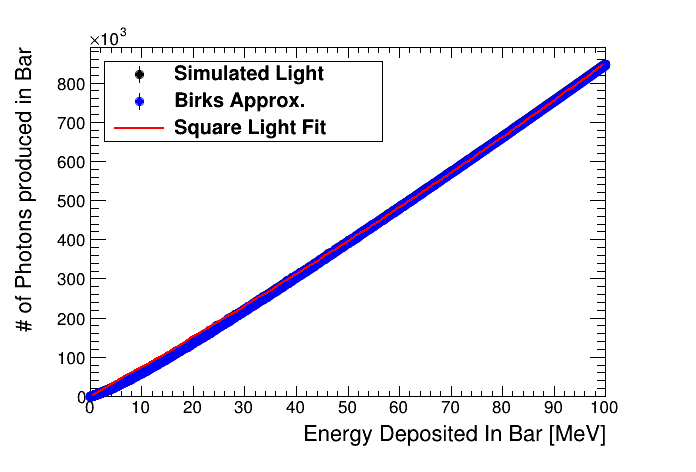 ×10³
# of Photons produced in Bar
800
700
600
500
400
300
200
100
0
Simulated Light
Birks Approx.
Square Light Fit
0 10 20 30 40 50 60 70 80 90 100
Energy Deposited In Bar [MeV]